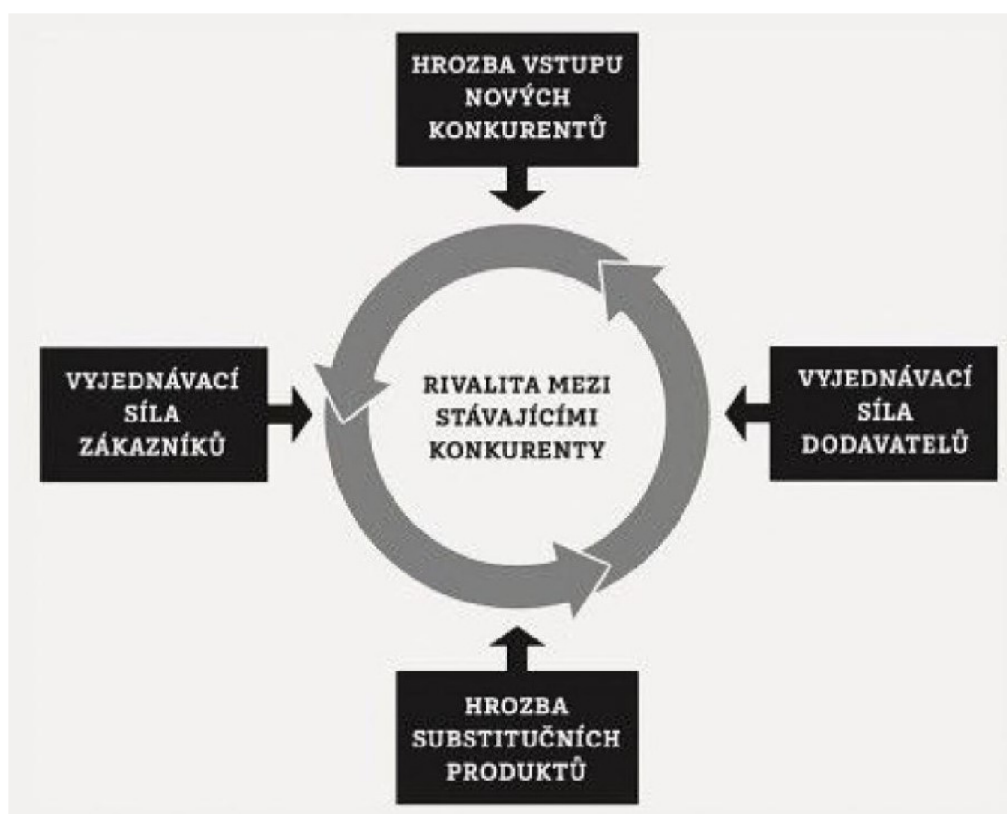 HROZBA VSTUPU
NOVÝCH
KONKURENTŮ
VYJEDNÁVACÍ
SÍLA
ZÁKAZNÍKŮ
RIVALITA MEZI
STÁVAJÍCÍMI
KONKURENTY
VYJEDNÁVACÍ
SÍLA
DODAVATELŮ
HROZBA
SUBSTITUČNÍCH
PRODUKTŮ